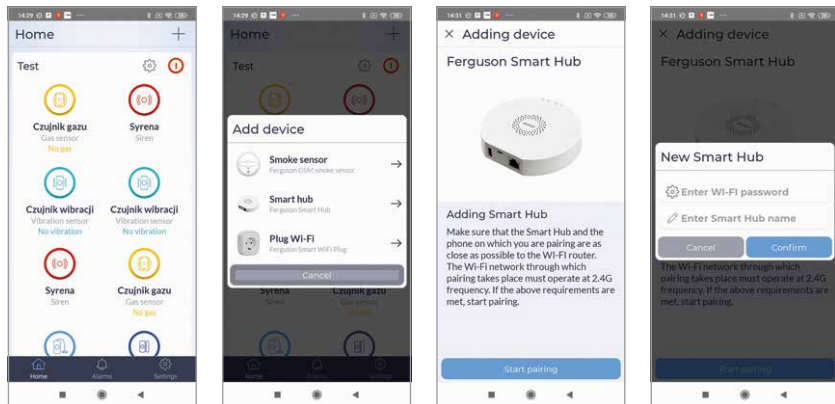 14:29
Home +
Test
Czujnik gazu
Gas sensor
No gas
Syrena
Siren
Czujnik wibracji
Vibration sensor
No vibration
Czujnik wibracji
Vibration sensor
No vibration
Syrena
Siren
Czujnik gazu
Gas sensor
No gas
Home
Alarms
Settings
14:29
Home +
Test
Add device
Smoke sensor
Ferguson GSM smoke sensor
Smart hub
Ferguson Smart Hub
Plug Wi-Fi
Ferguson Smart WiFi Plug
Cancel
Syrena
Siren
Czujnik gazu
Gas sensor
No gas
Home
Alarms
Settings
14:31
× Adding device
Ferguson Smart Hub
Adding Smart Hub
Make sure that the Smart Hub and the
phone on which you are pairing are as
close as possible to the WI-FI router.
The Wi-Fi network through which
pairing takes place must operate at 2.4G
frequency. If the above requirements are
met, start pairing.
Start pairing
14:31
× Adding device
Ferguson Smart Hub
New Smart Hub
Enter WI-FI password
Enter Smart Hub name
Cancel
Confirm
The Wi-Fi network through which
pairing takes place must operate at 2.4G
frequency. If the above requirements are
met, start pairing.
Start pairing